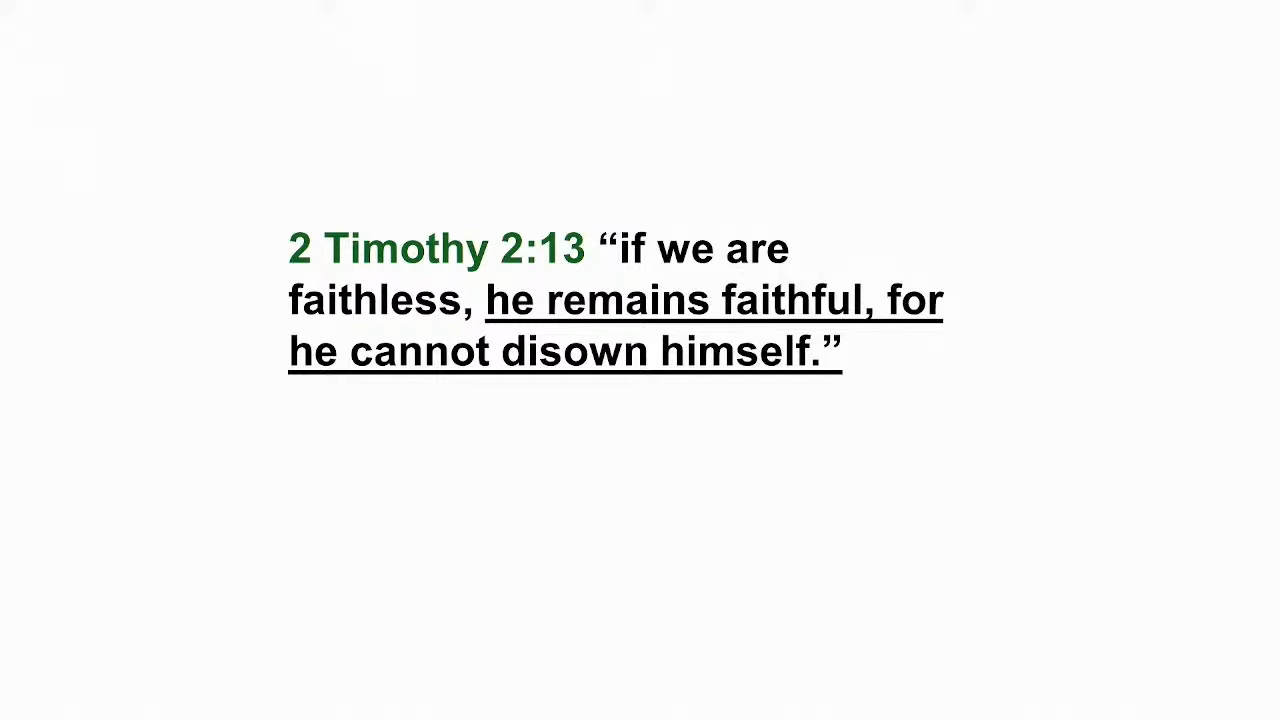 2 Timothy 2:13 “if we are
faithless, he remains faithful, for
he cannot disown himself.”